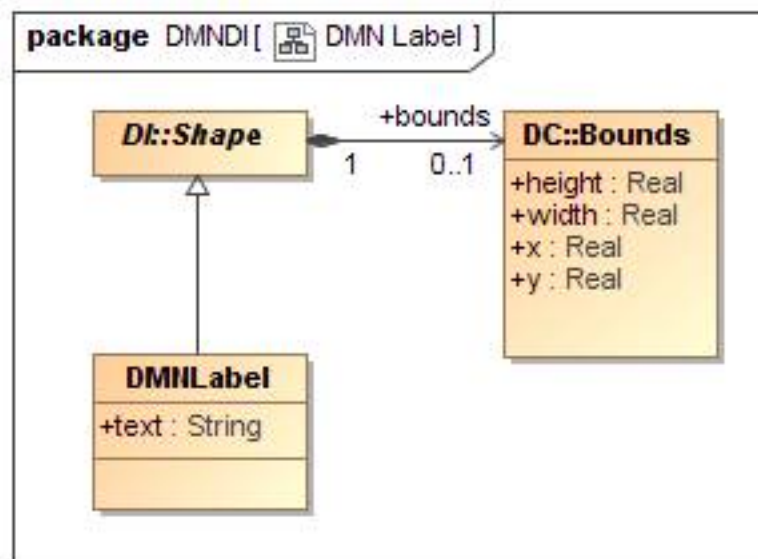 package DMNDI[ DMN Label ]
DI::Shape
+bounds
1
0..1
DC::Bounds
+height : Real
+width : Real
+x : Real
+y : Real
DMNLabel
+text : String